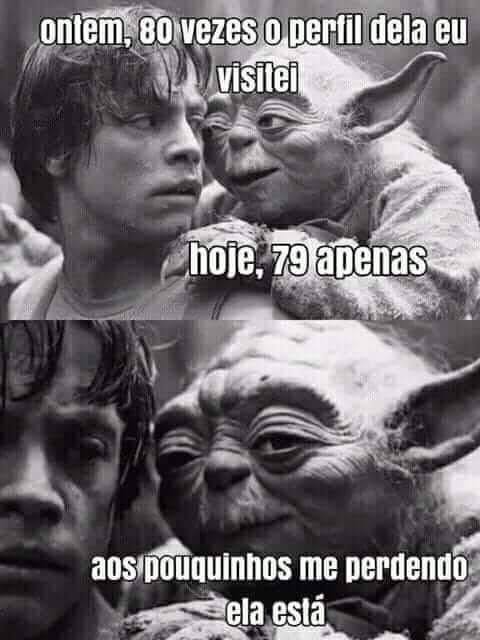 ontem, 80 vezes o perfil dela eu
visitei
hoje, 79 apenas
aos pouquinhos me perdendo
ela está